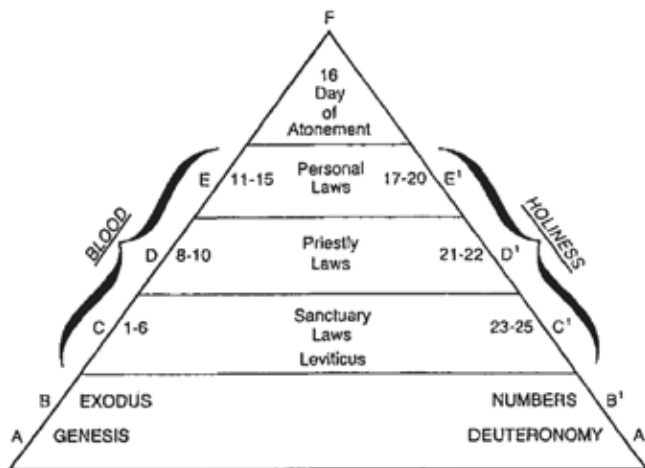 F
16
Day
of
Atonement
E 11-15 Personal Laws 17-20 E¹
BLOOD
HOLINESS
D 8-10 Priestly Laws 21-22 D¹
C 1-6 Sanctuary Laws 23-25 C¹
Leviticus
B EXODUS NUMBERS B¹
A GENESIS DEUTERONOMY A